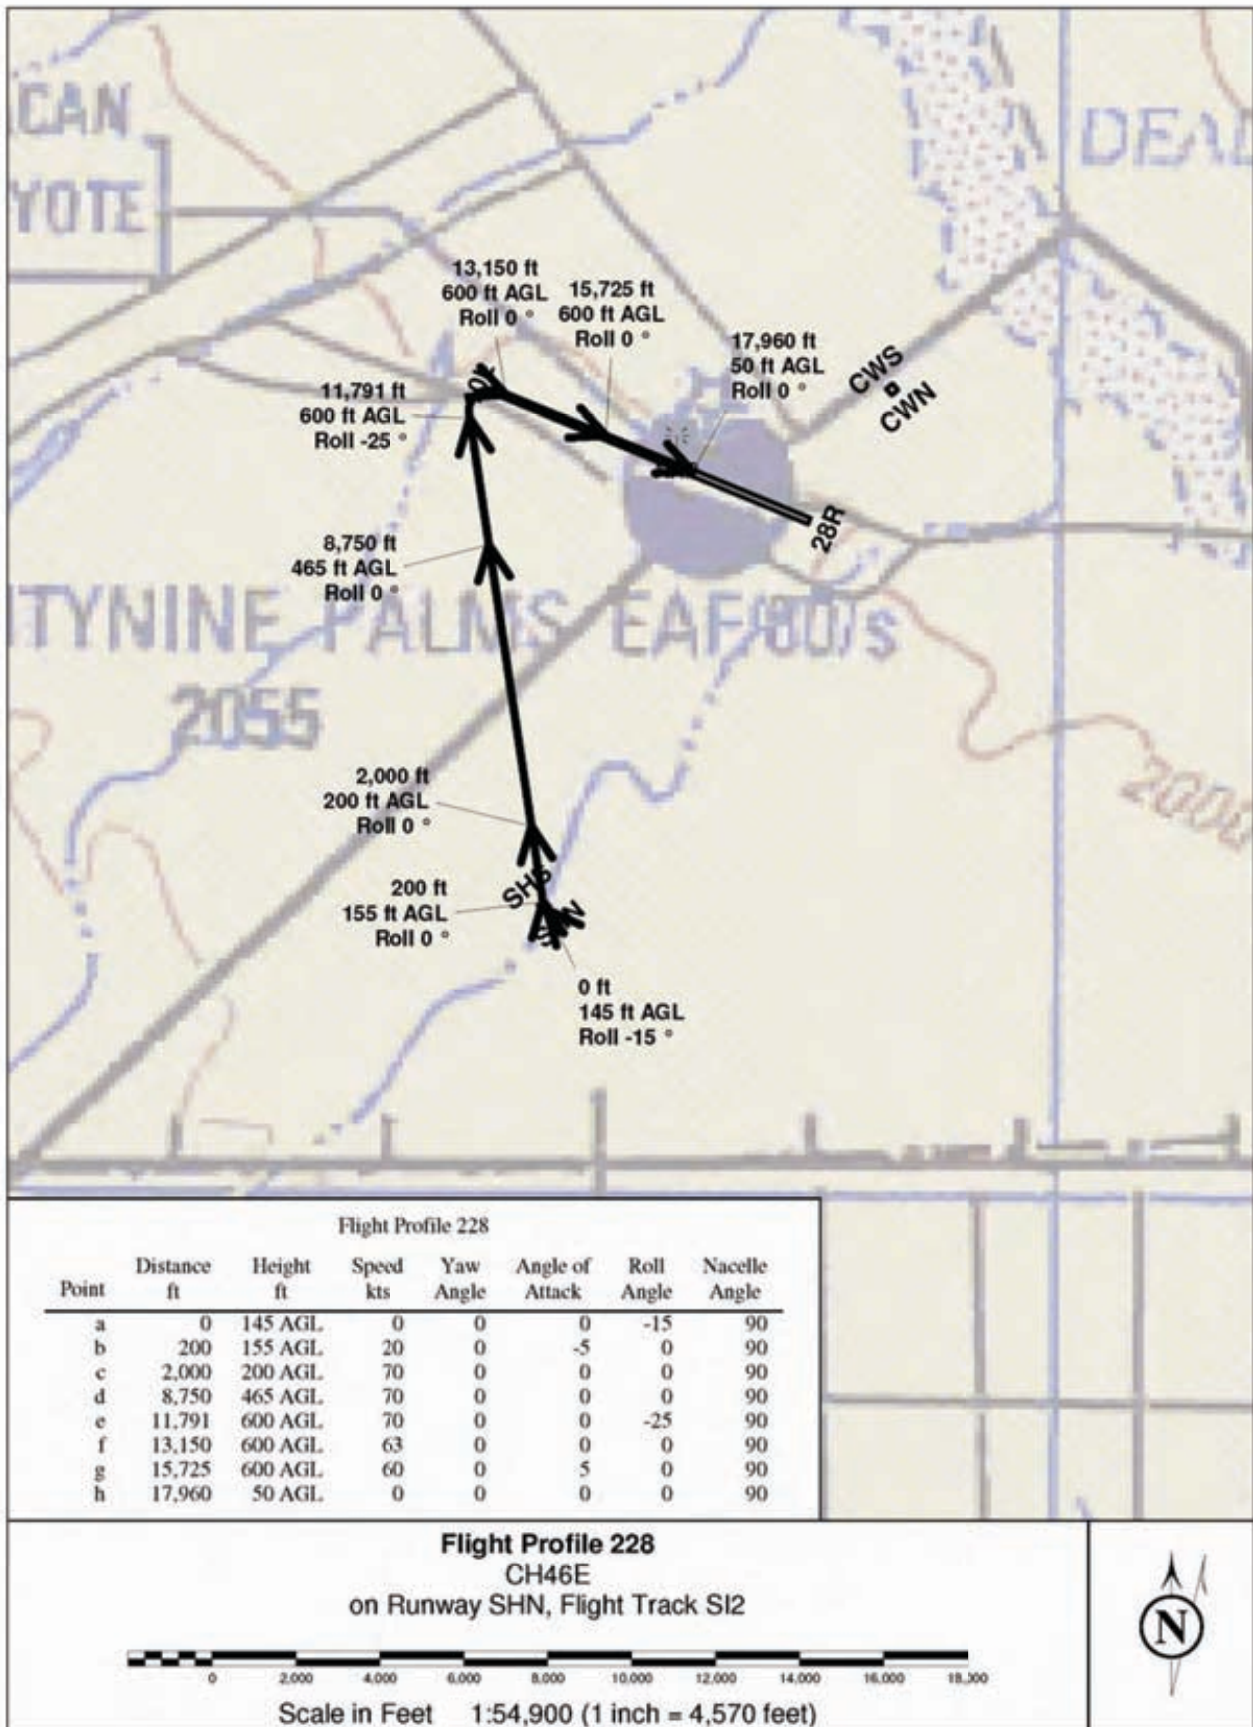 CAN
YOTE
DEAD
13,150 ft
600 ft AGL
Roll 0 °
15,725 ft
600 ft AGL
Roll 0 °
17,960 ft
50 ft AGL
Roll 0 °
CWS
CWN
11,791 ft
600 ft AGL
Roll -25 °
28R
8,750 ft
465 ft AGL
Roll 0 °
TYNINE PALMS EAF
2055
2,000 ft
200 ft AGL
Roll 0 °
2000
200 ft
155 ft AGL
Roll 0 °
0 ft
145 ft AGL
Roll -15 °
Flight Profile 228
Point Distance ft Height ft Speed kts Yaw Angle Angle of Attack Roll Angle Nacelle Angle
a 0 145 AGL 0 0 0 -15 90
b 200 155 AGL 20 0 -5 0 90
c 2,000 200 AGL 70 0 0 0 90
d 8,750 465 AGL 70 0 0 0 90
e 11,791 600 AGL 70 0 0 -25 90
f 13,150 600 AGL 63 0 0 0 90
g 15,725 600 AGL 60 0 5 0 90
h 17,960 50 AGL 0 0 0 0 90
Flight Profile 228
CH46E
on Runway SHN, Flight Track SI2
0 2,000 4,000 6,000 8,000 10,000 12,000 14,000 16,000 18,000
Scale in Feet 1:54,900 (1 inch = 4,570 feet)
N